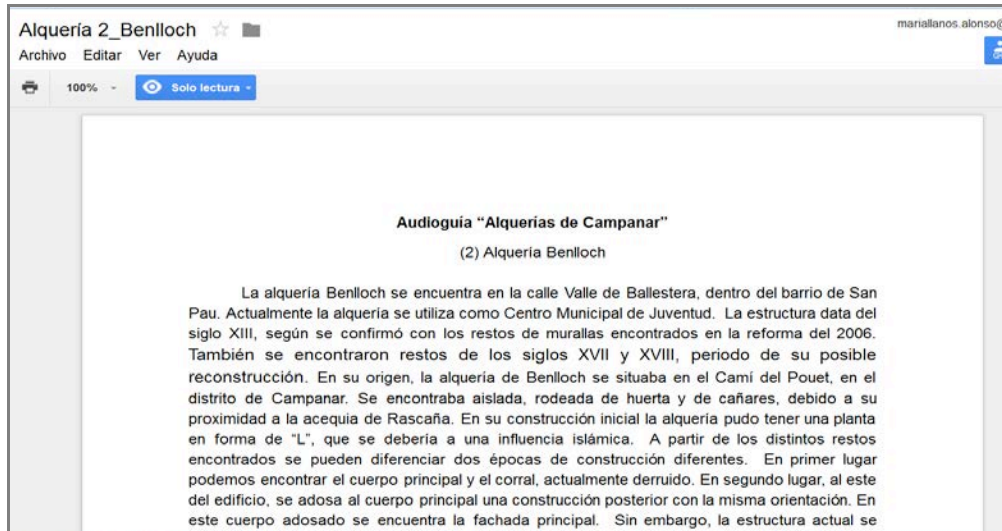 Alquería 2_Benlloch
mariallanos.alonso@
Archivo Editar Ver Ayuda
100% Solo lectura
Audioguía “Alquerías de Campanar”
(2) Alquería Benlloch
La alquería Benlloch se encuentra en la calle Valle de Ballestera, dentro del barrio de San
Pau. Actualmente la alquería se utiliza como Centro Municipal de Juventud. La estructura data del
siglo XIII, según se confirmó con los restos de murallas encontrados en la reforma del 2006.
También se encontraron restos de los siglos XVII y XVIII, periodo de su posible
reconstrucción. En su origen, la alquería de Benlloch se situaba en el Camí del Pouet, en el
distrito de Campanar. Se encontraba aislada, rodeada de huerta y de cañares, debido a su
proximidad a la acequia de Rascaña. En su construcción inicial la alquería pudo tener una planta
en forma de “L”, que se debería a una influencia islámica. A partir de los distintos restos
encontrados se pueden diferenciar dos épocas de construcción diferentes. En primer lugar
podemos encontrar el cuerpo principal y el corral, actualmente derruido. En segundo lugar, al este
del edificio, se adosa al cuerpo principal una construcción posterior con la misma orientación. En
este cuerpo adosado se encuentra la fachada principal. Sin embargo, la estructura actual se